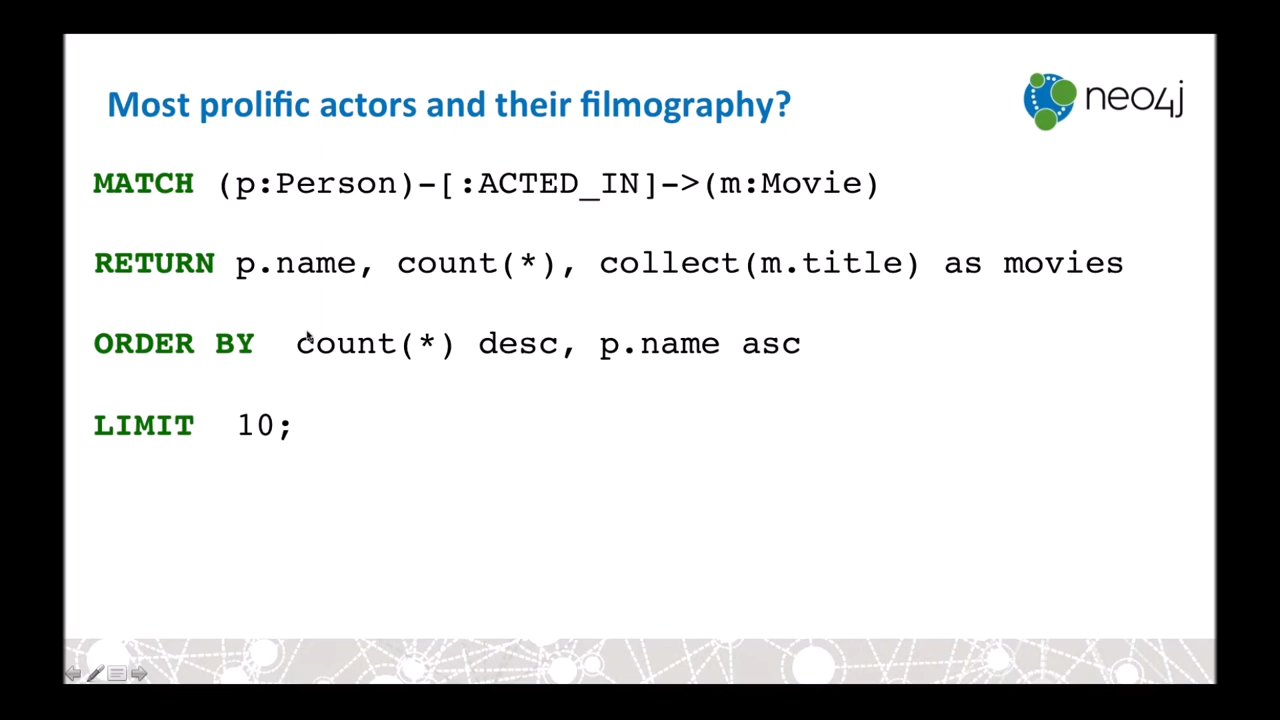 Most prolific actors and their filmography?
neo4j
MATCH (p:Person)-[:ACTED_IN]->(m:Movie)
RETURN p.name, count(*), collect(m.title) as movies
ORDER BY  count(*) desc, p.name asc
LIMIT  10;